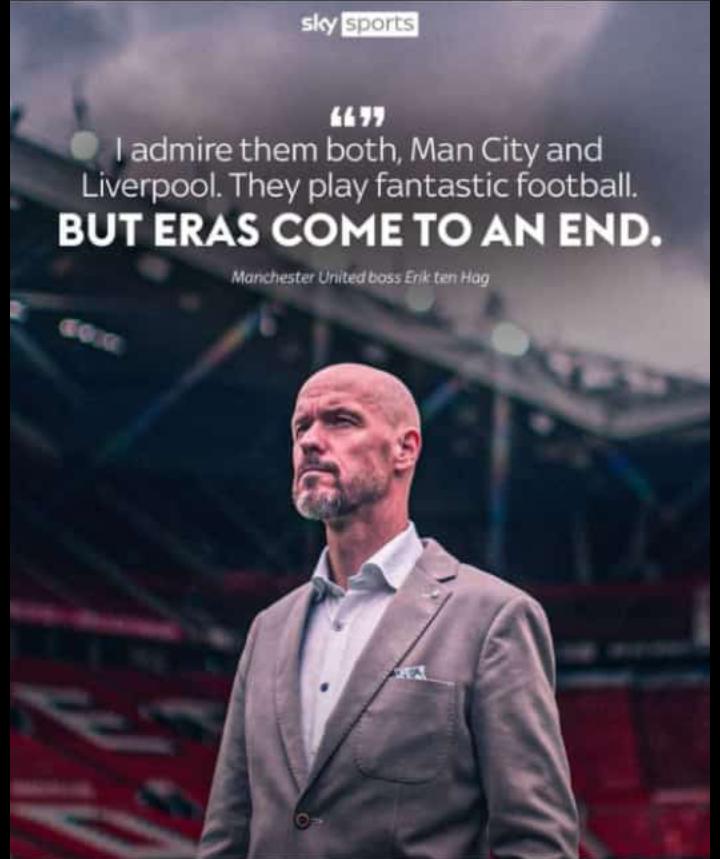 sky sports
“”
I admire them both, Man City and
Liverpool. They play fantastic football.
BUT ERAS COME TO AN END.
Manchester United boss Erik ten Hag